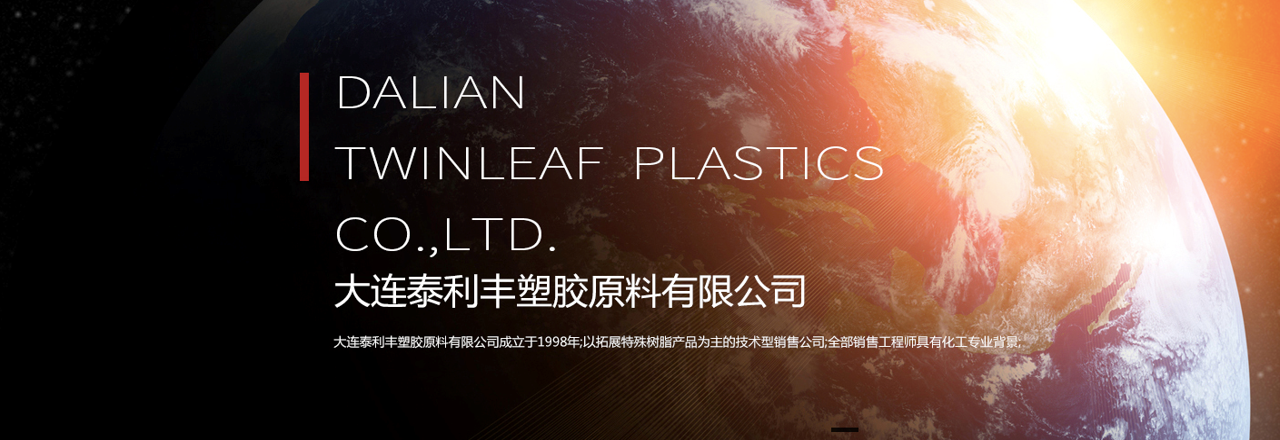 DALIAN
TWINLEAF PLASTICS
CO.,LTD.
大连泰利丰塑胶原料有限公司
大连泰利丰塑胶原料有限公司成立于1998年;以拓展特殊树脂产品为主的技术型销售公司;全部销售工程师具有化工专业背景;